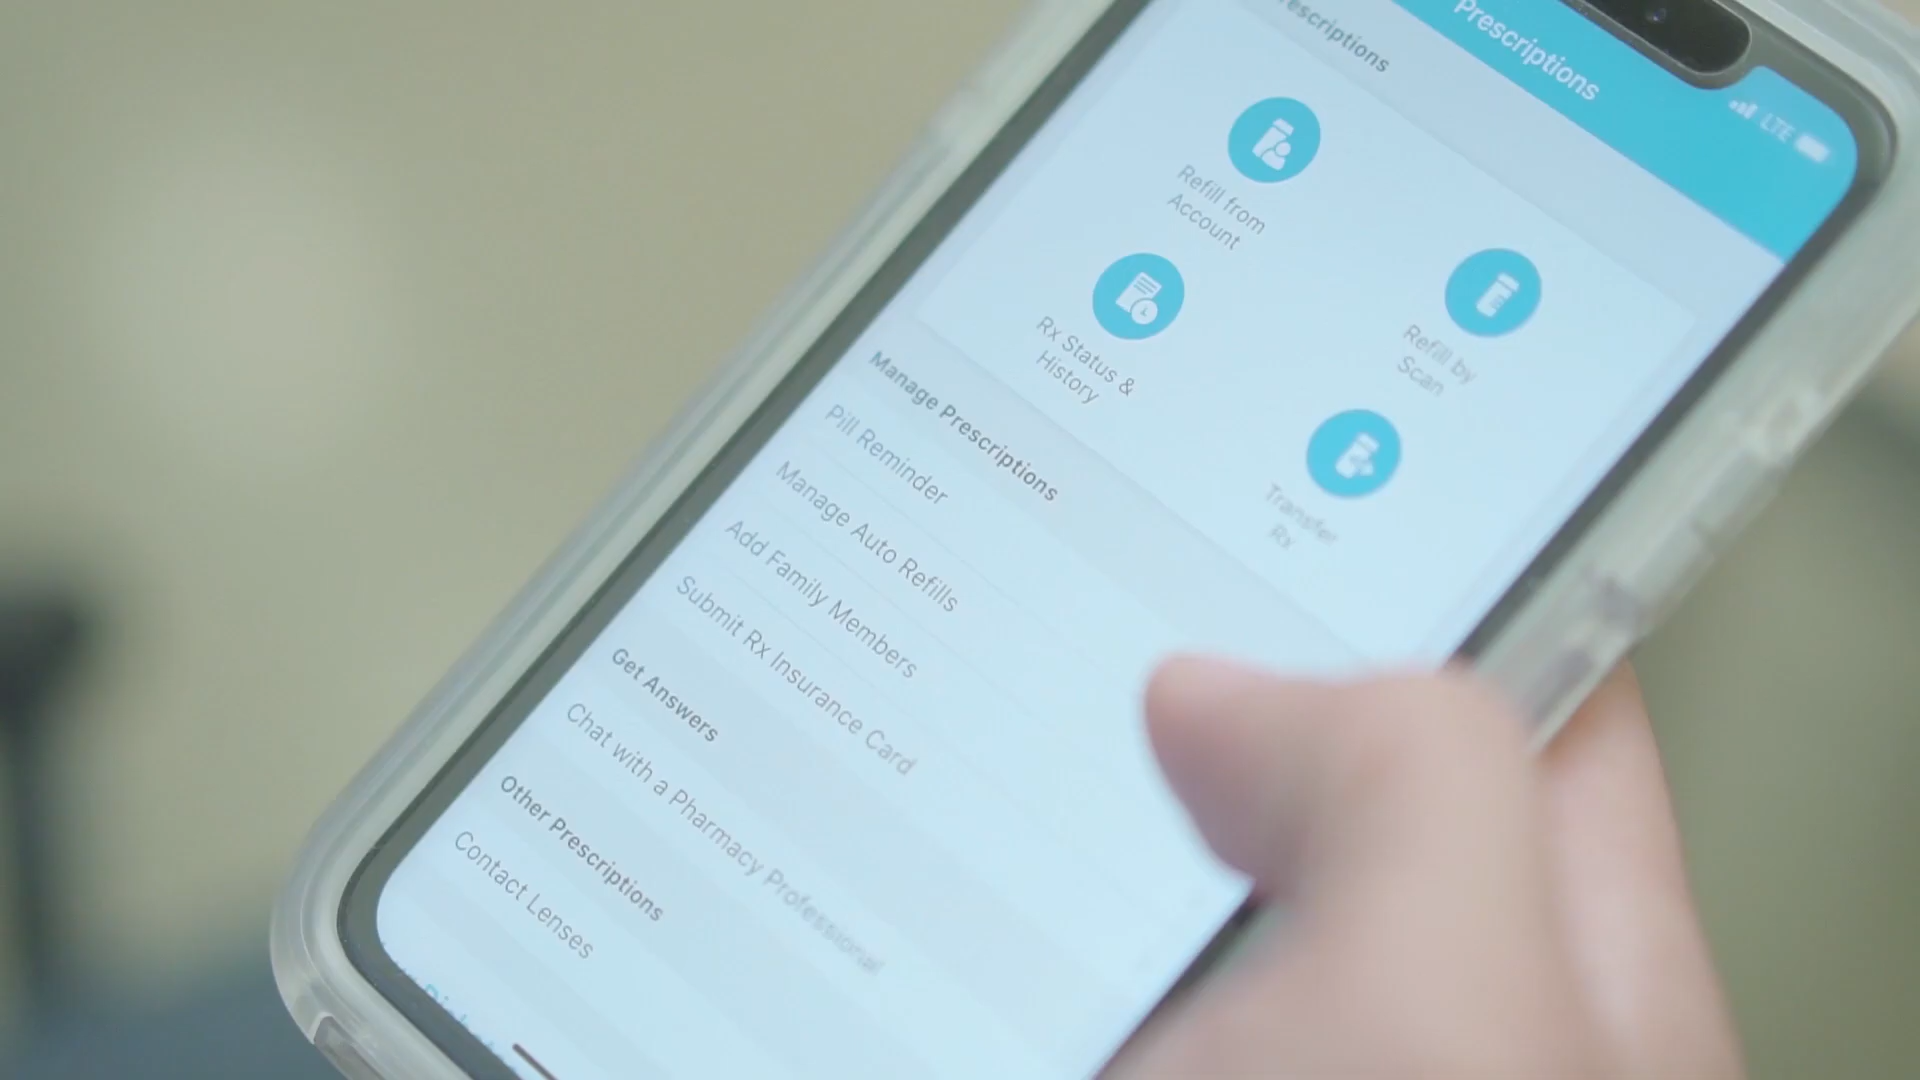 Prescriptions
LTE
rescriptions
Refill from
Account
Refill by
Scan
Rx Status &
History
Transfer
Rx
Manage Prescriptions
Pill Reminder
Manage Auto Refills
Add Family Members
Submit Rx Insurance Card
Get Answers
Chat with a Pharmacy Professional
Other Prescriptions
Contact Lenses